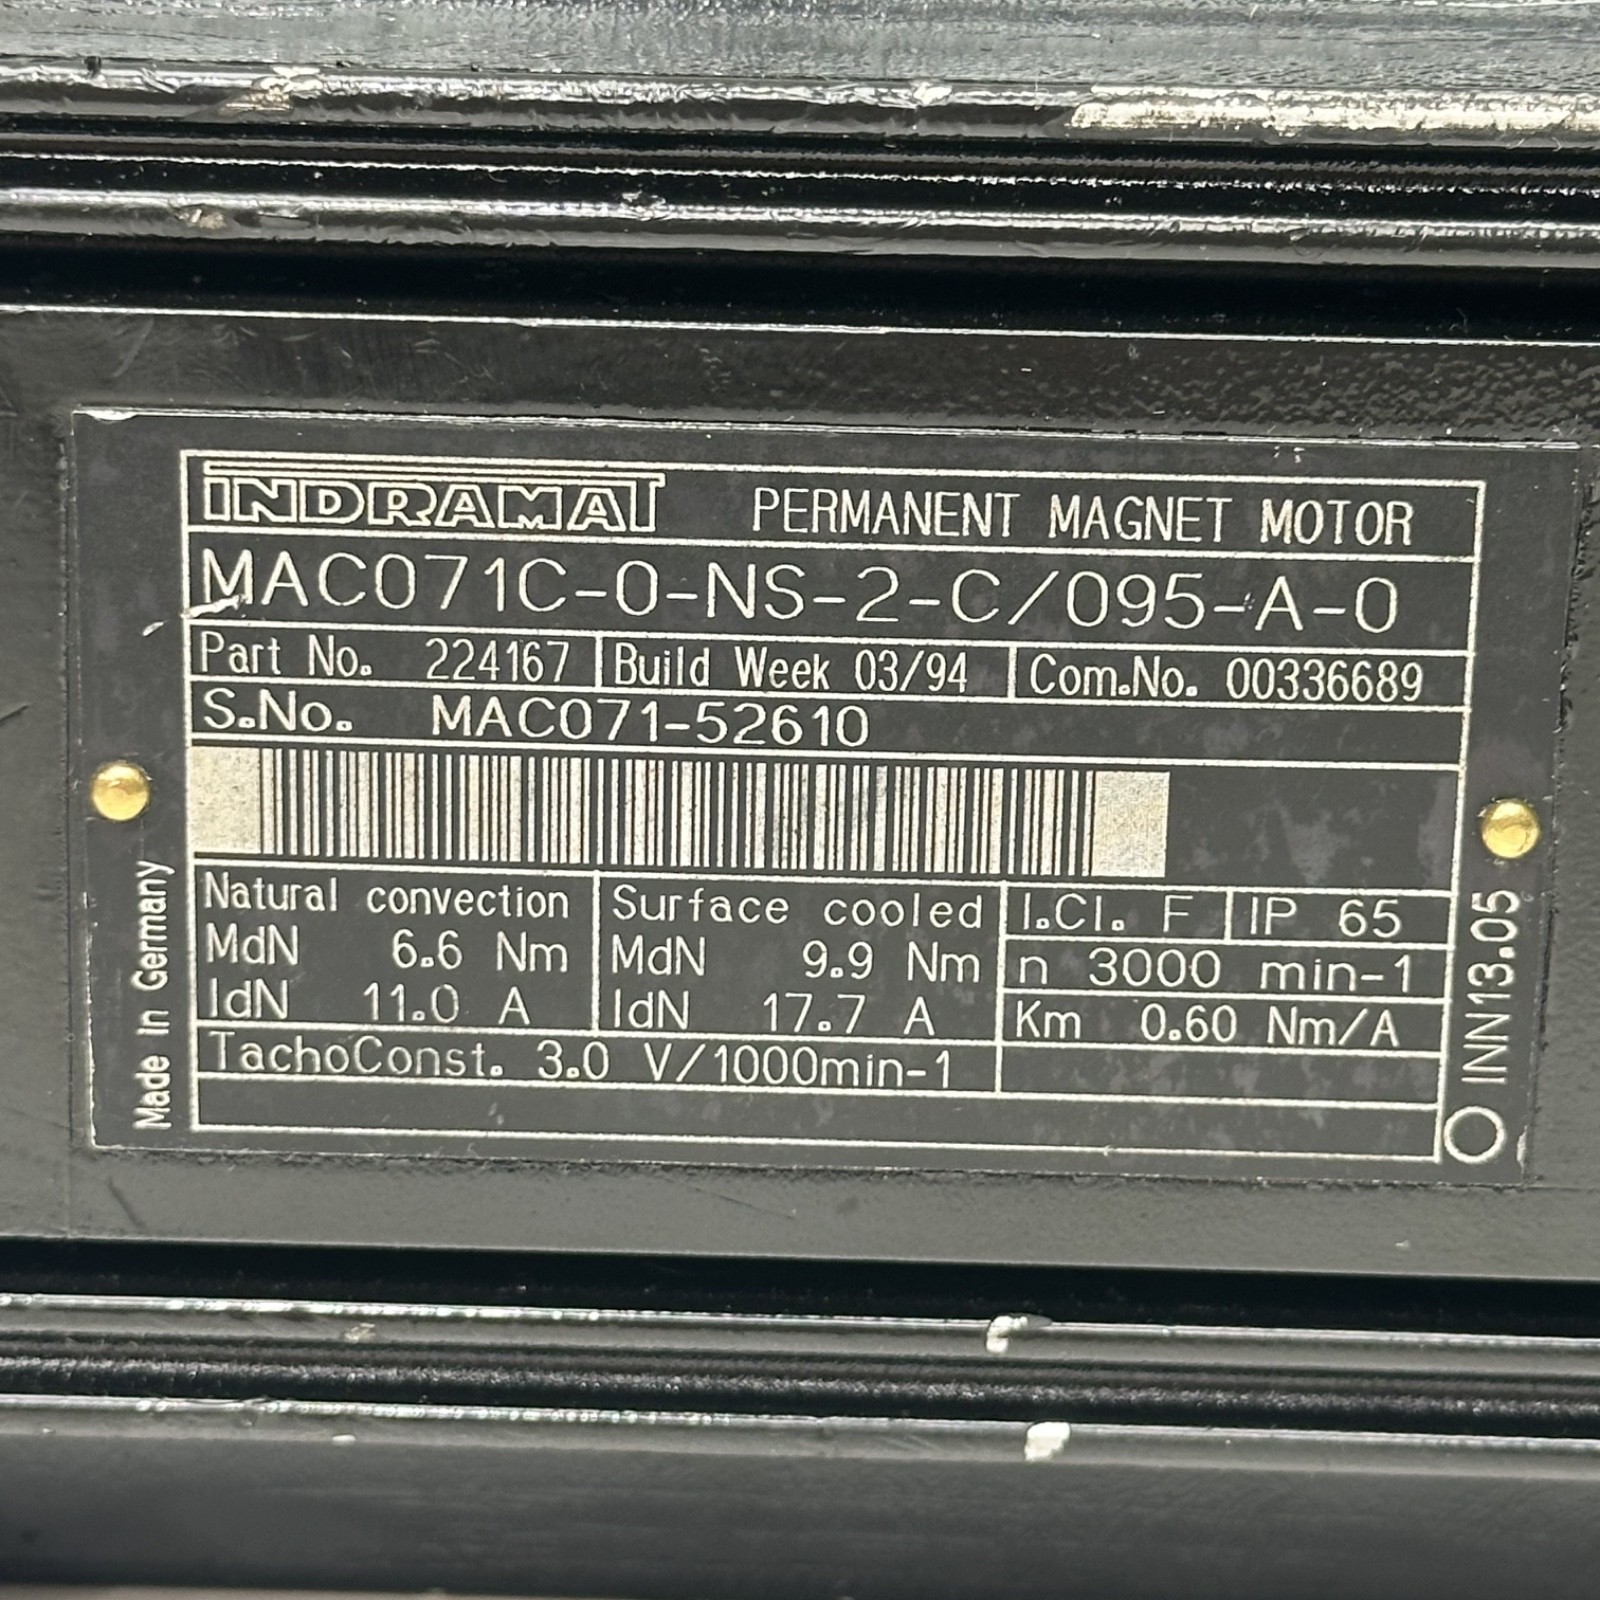 INDRAMAT PERMANENT MAGNET MOTOR
MAC071C-0-NS-2-C/095-A-0
Part No. 224167 Build Week 03/94 Com.No. 00336689
S.No. MAC071-52610
Natural convection Surface cooled I.Cl. F IP 65
MdN 6.6 Nm MdN 9.9 Nm n 3000 min-1
IdN 11.0 A IdN 17.7 A Km 0.60 Nm/A
TachoConst. 3.0 V/1000min-1
Made In Germany
INN13.05